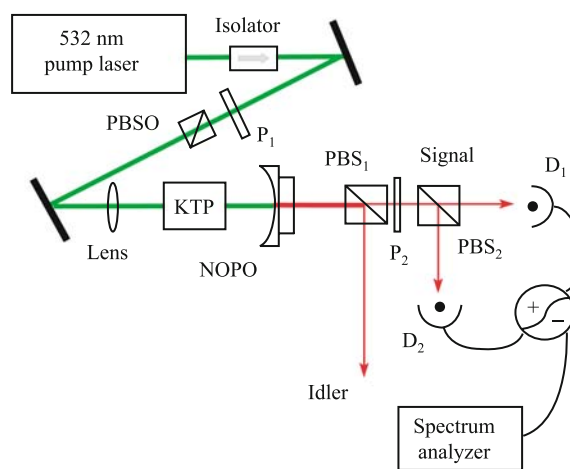 Isolator
532 nm
pump laser
PBSO
P₁
PBS₁
Signal
D₁
KTP
Lens
NOPO
P₂
PBS₂
D₂
+
−
Idler
Spectrum
analyzer